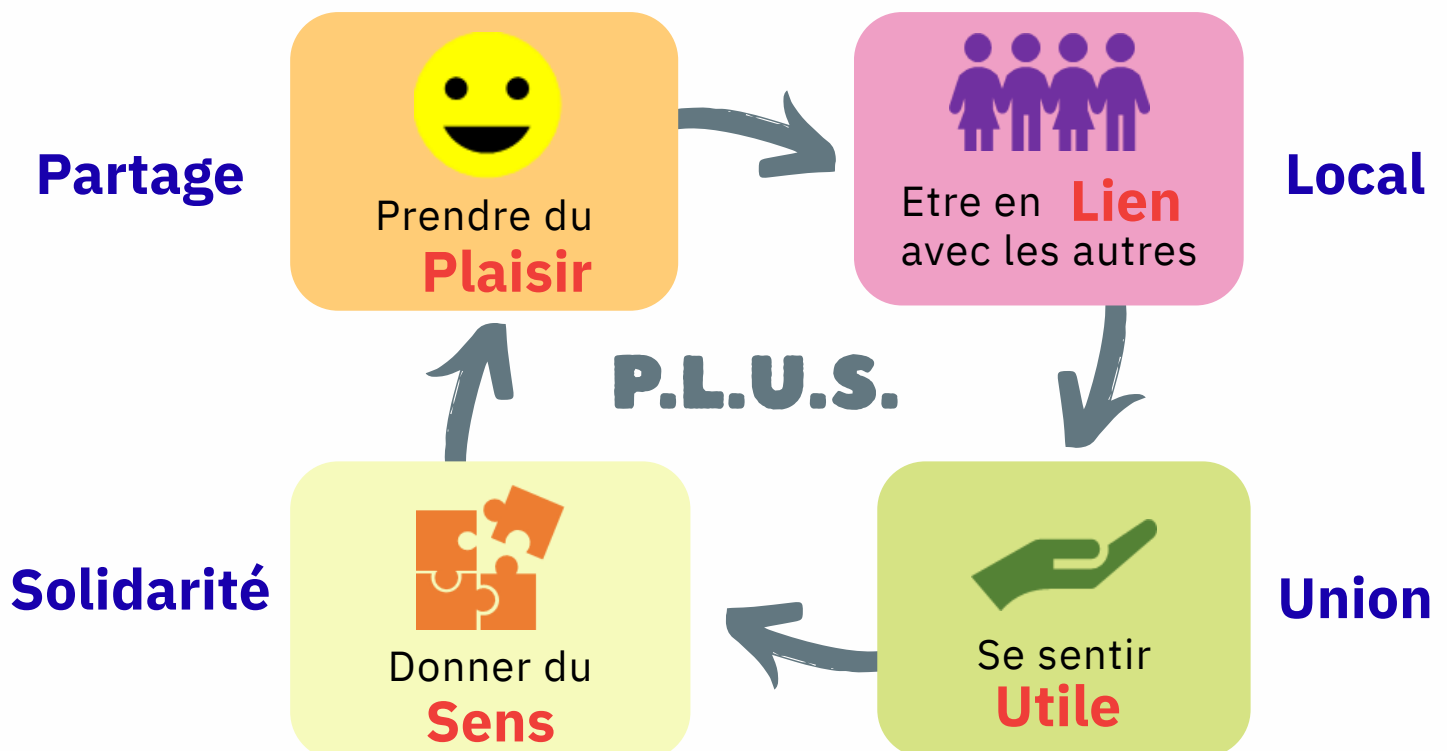 Partage
Prendre du
Plaisir
Etre en Lien
avec les autres
Local
P.L.U.S.
Solidarité
Donner du
Sens
Se sentir
Utile
Union